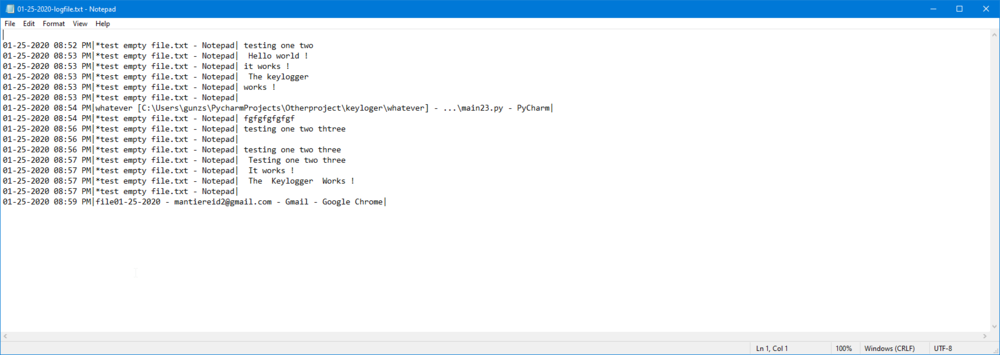 01-25-2020-logfile.txt - Notepad
File Edit Format View Help
01-25-2020 08:52 PM|*test empty file.txt - Notepad| testing one two
01-25-2020 08:53 PM|*test empty file.txt - Notepad|  Hello world !
01-25-2020 08:53 PM|*test empty file.txt - Notepad| it works !
01-25-2020 08:53 PM|*test empty file.txt - Notepad|  The keylogger
01-25-2020 08:53 PM|*test empty file.txt - Notepad| works !
01-25-2020 08:53 PM|*test empty file.txt - Notepad|
01-25-2020 08:54 PM|whatever [C:\Users\gunzs\PycharmProjects\Otherproject\keyloger\whatever] - ...\main23.py - PyCharm|
01-25-2020 08:54 PM|*test empty file.txt - Notepad| fgfgfgfgfgf
01-25-2020 08:56 PM|*test empty file.txt - Notepad| testing one two thtree
01-25-2020 08:56 PM|*test empty file.txt - Notepad|
01-25-2020 08:56 PM|*test empty file.txt - Notepad| testing one two three
01-25-2020 08:57 PM|*test empty file.txt - Notepad|  Testing one two three
01-25-2020 08:57 PM|*test empty file.txt - Notepad|  It works !
01-25-2020 08:57 PM|*test empty file.txt - Notepad|  The  Keylogger  Works !
01-25-2020 08:57 PM|*test empty file.txt - Notepad|
01-25-2020 08:59 PM|file01-25-2020 - mantiereid2@gmail.com - Gmail - Google Chrome|
Ln 1, Col 1 100% Windows (CRLF) UTF-8